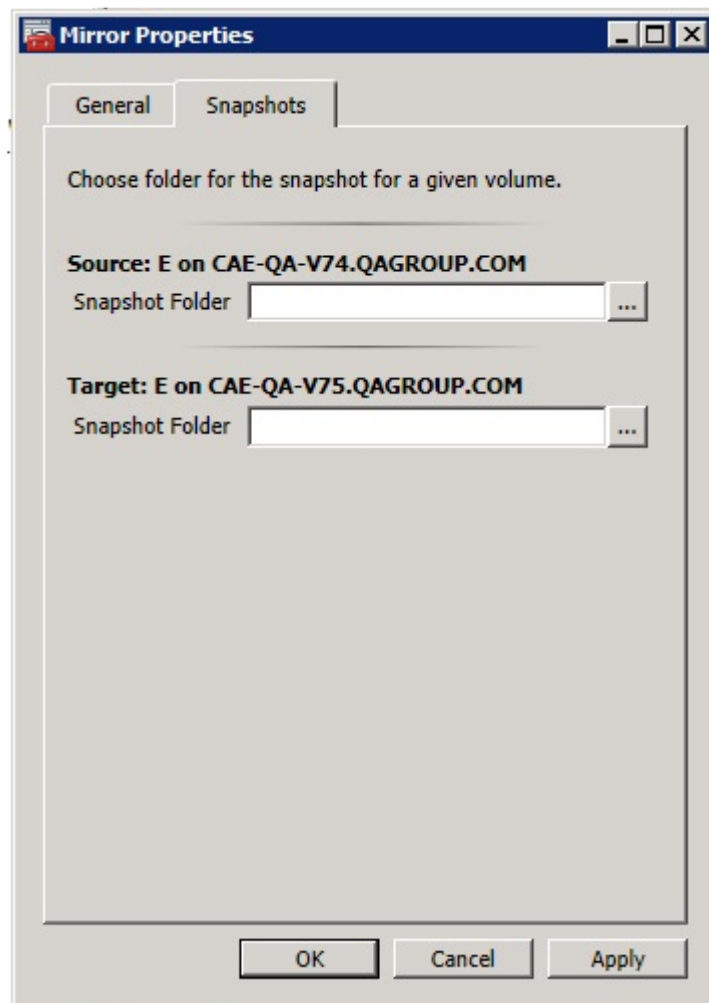 Mirror Properties
General
Snapshots
Choose folder for the snapshot for a given volume.
Source: E on CAE-QA-V74.QAGROUP.COM
Snapshot Folder
...
Target: E on CAE-QA-V75.QAGROUP.COM
Snapshot Folder
...
OK
Cancel
Apply